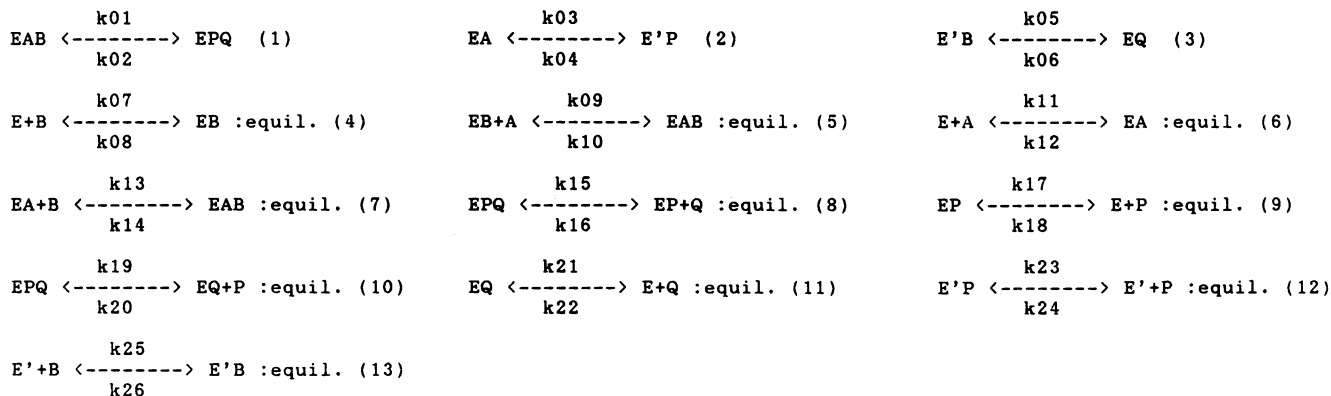 k01 k03 k05
EAB <--------> EPQ (1) EA <--------> E'P (2) E'B <--------> EQ (3)
k02 k04 k06
k07 k09 k11
E+B <--------> EB :equil. (4) EB+A <--------> EAB :equil. (5) E+A <--------> EA :equil. (6)
k08 k10 k12
k13 k15 k17
EA+B <--------> EAB :equil. (7) EPQ <--------> EP+Q :equil. (8) EP <--------> E+P :equil. (9)
k14 k16 k18
k19 k21 k23
EPQ <--------> EQ+P :equil. (10) EQ <--------> E+Q :equil. (11) E'P <--------> E'+P :equil. (12)
k20 k22 k24
k25
E'+B <--------> E'B :equil. (13)
k26